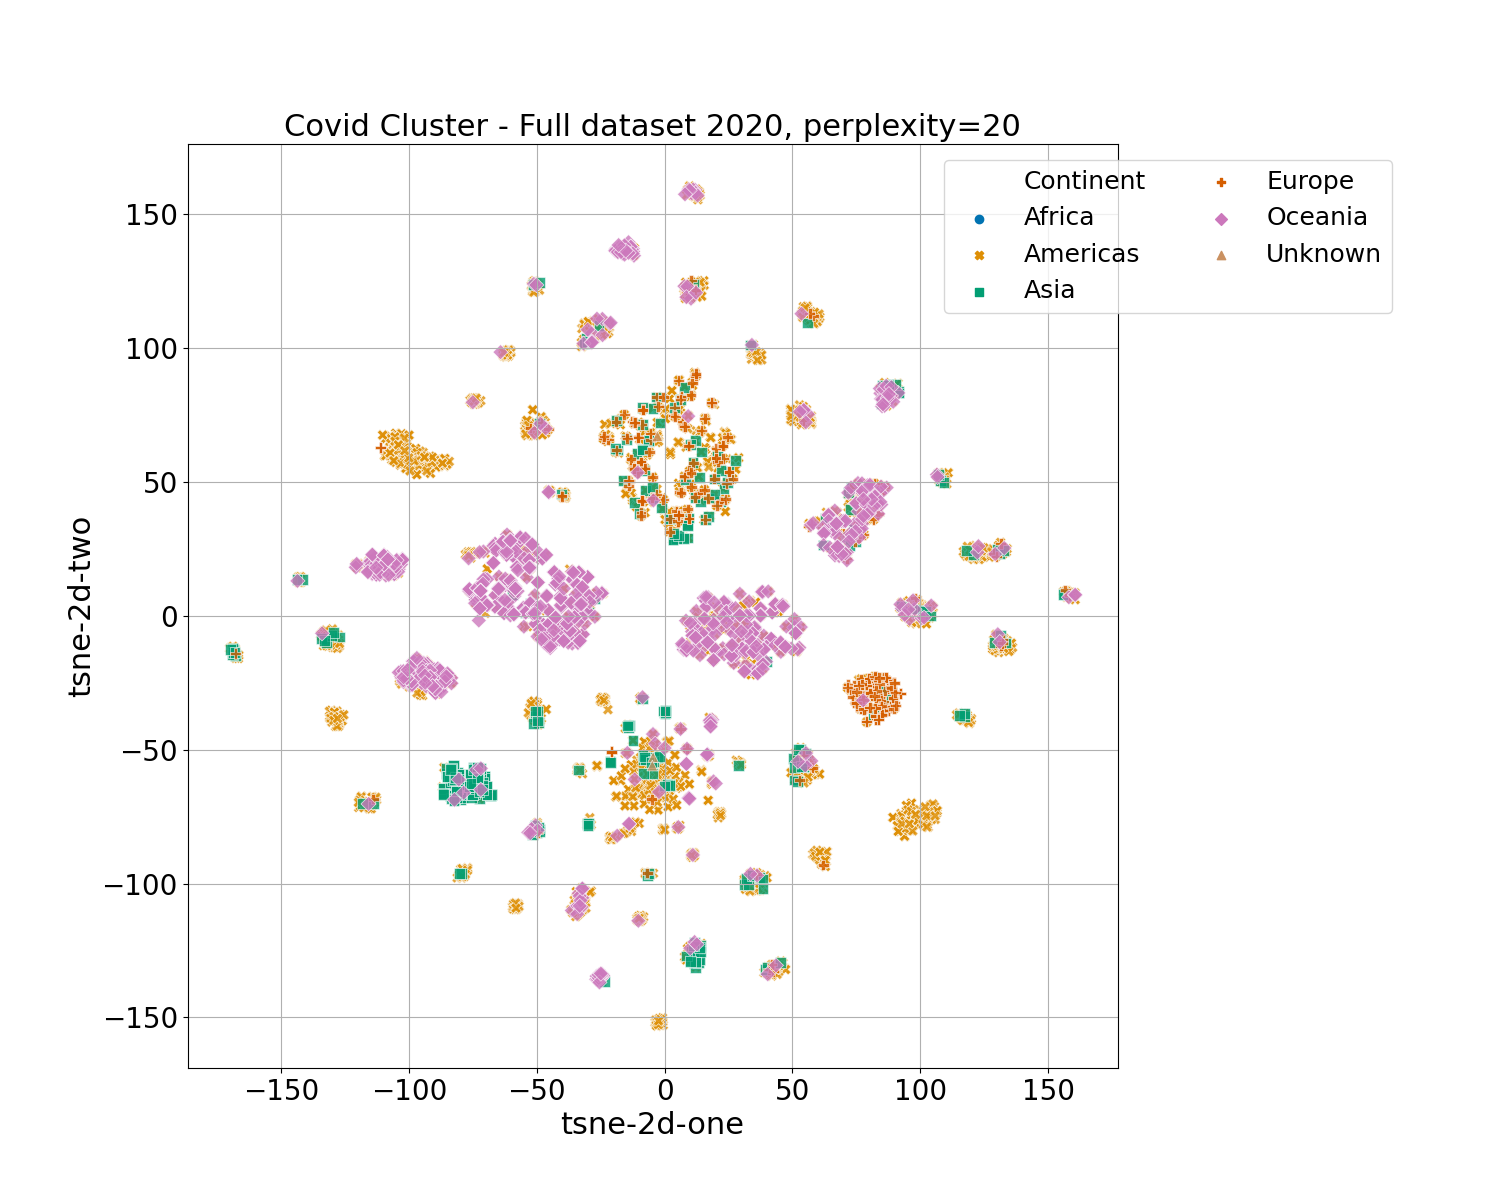 Covid Cluster - Full dataset 2020, perplexity=20
Continent
Africa
Americas
Asia
Europe
Oceania
Unknown
150
100
50
0
−50
−100
−150
tsne-2d-two
−150 −100 −50 0 50 100 150
tsne-2d-one